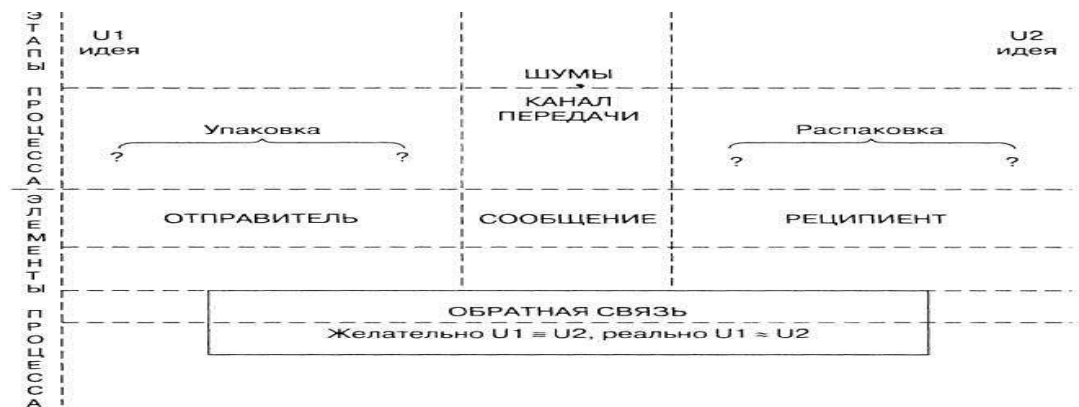 ЭТАПЫ ПРОЦЕССА
U1
идея
U2
идея
ШУМЫ
КАНАЛ
ПЕРЕДАЧИ
Упаковка
Распаковка
? ?
? ?
ЭЛЕМЕНТЫ ПРОЦЕССА
ОТПРАВИТЕЛЬ
СООБЩЕНИЕ
РЕЦИПИЕНТ
ОБРАТНАЯ СВЯЗЬ
Желательно U1 ≡ U2, реально U1 ≈ U2